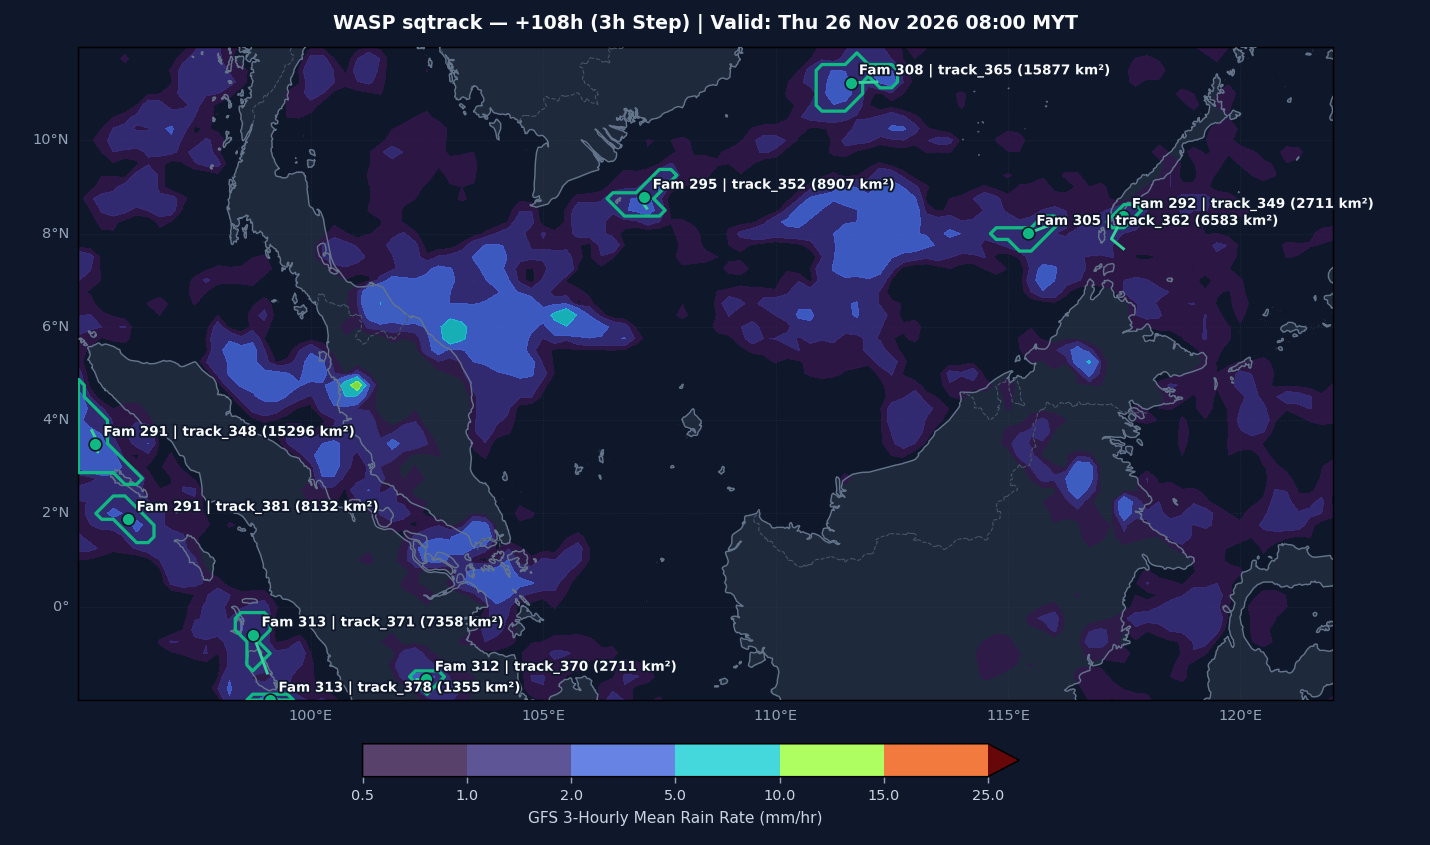 WASP sqtrack — +108h (3h Step) | Valid: Thu 26 Nov 2026 08:00 MYT
Fam 308 | track_365 (15877 km²)
10°N
Fam 295 | track_352 (8907 km²)
Fam 292 | track_349 (2711 km²)
Fam 305 | track_362 (6583 km²)
8°N
6°N
4°N
Fam 291 | track_348 (15296 km²)
Fam 291 | track_381 (8132 km²)
2°N
0°
Fam 313 | track_371 (7358 km²)
Fam 312 | track_370 (2711 km²)
Fam 313 | track_378 (1355 km²)
100°E 105°E 110°E 115°E 120°E
0.5 1.0 2.0 5.0 10.0 15.0 25.0
GFS 3-Hourly Mean Rain Rate (mm/hr)